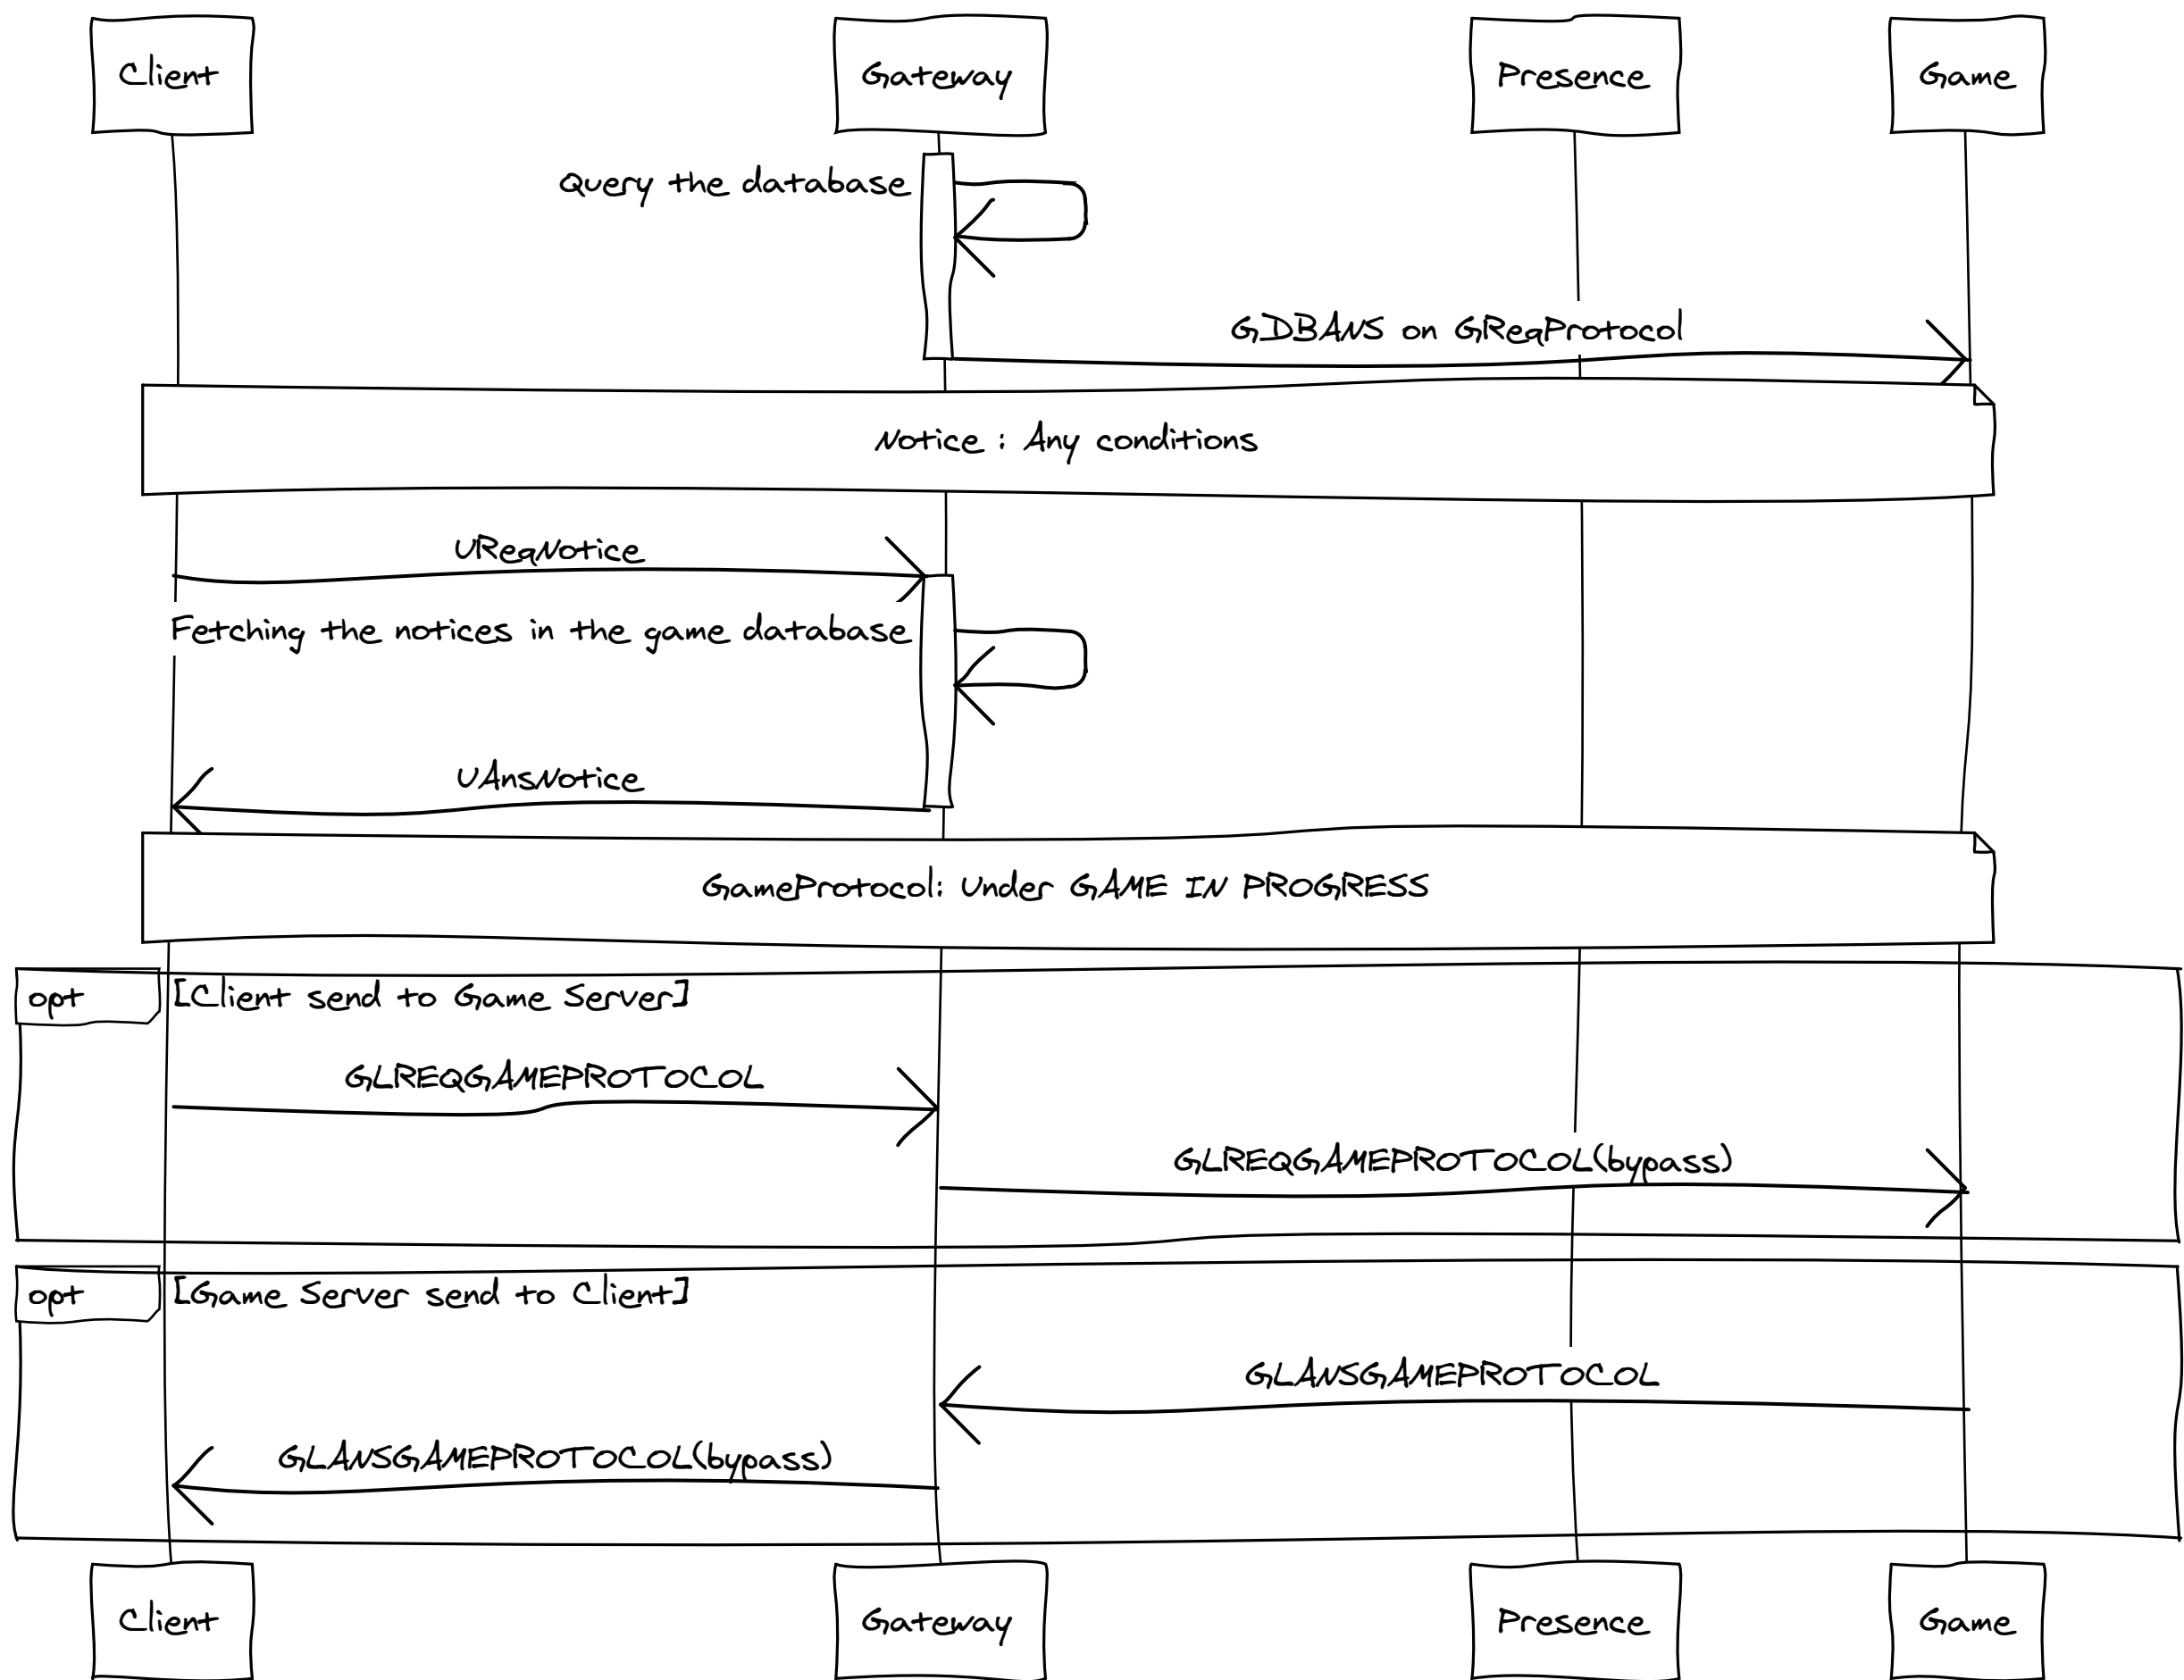 Client
Gateway
Presence
Game
Query the database
GDBANS on GReqProtocol
Notice : Any conditions
UReqNotice
Fetching the notices in the game database
UAnsNotice
GameProtocol: Under GAME IN PROGRESS
opt
[Client send to Game Server]
GLREQGAMEPROTOCOL
GLREQGAMEPROTOCOL(bypass)
opt
[Game Server send to Client]
GLANSGAMEPROTOCOL
GLANSGAMEPROTOCOL(bypass)
Client
Gateway
Presence
Game